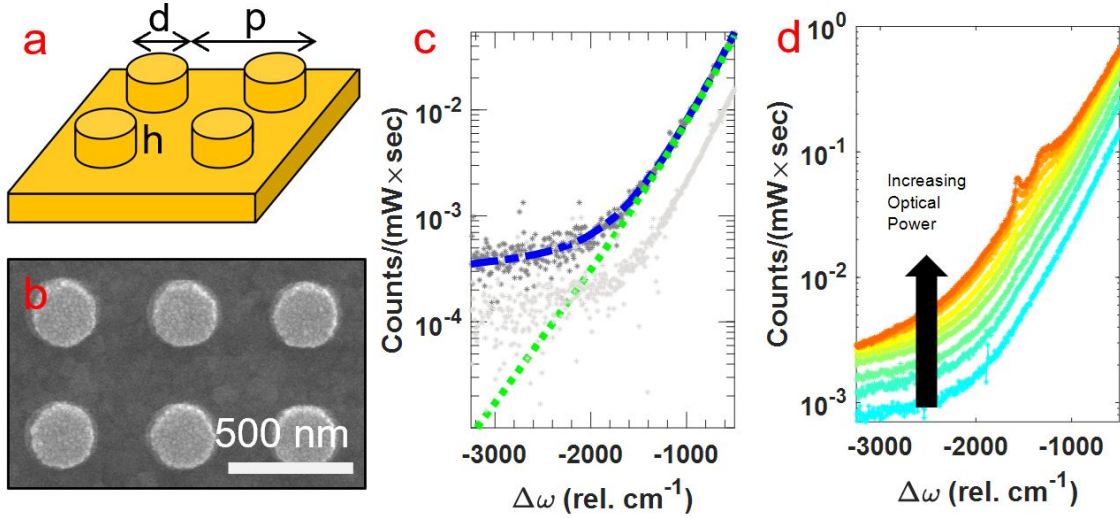 a
d
p
h
b
500 nm
c
Counts/(mW × sec)
10⁻²
10⁻³
10⁻⁴
-3000
-2000
-1000
Δω (rel. cm⁻¹)
d
Counts/(mW × sec)
10⁰
10⁻¹
10⁻²
10⁻³
Increasing
Optical
Power
-3000
-2000
-1000
Δω (rel. cm⁻¹)